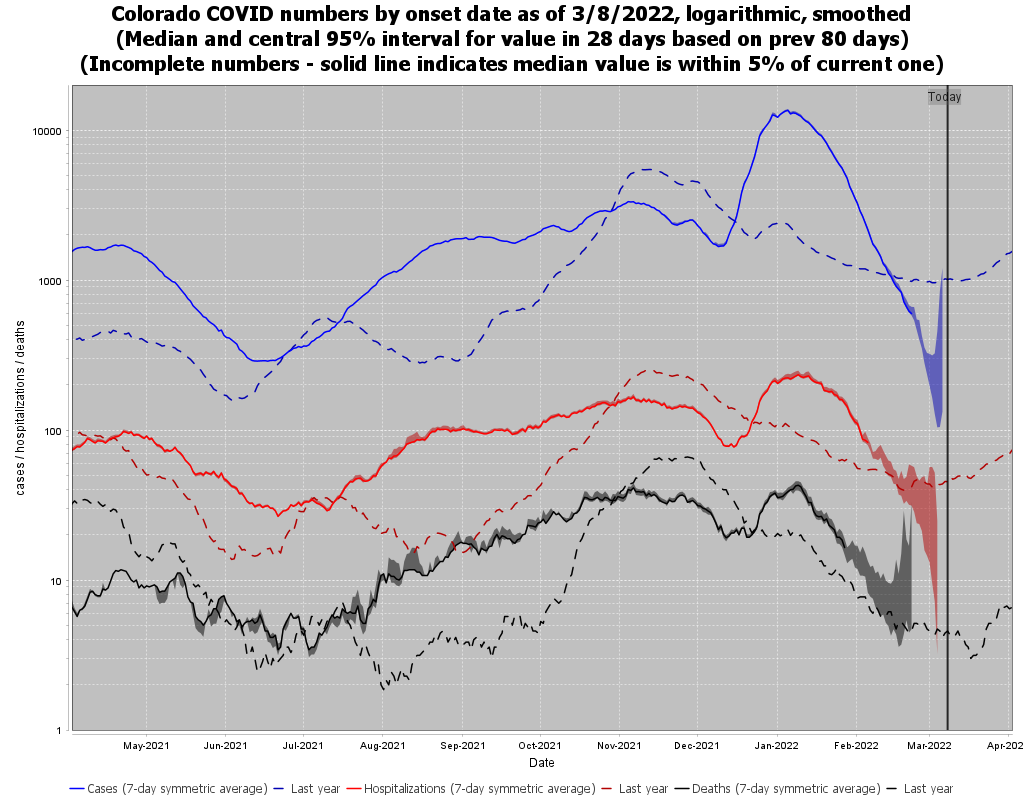 Colorado COVID numbers by onset date as of 3/8/2022, logarithmic, smoothed
(Median and central 95% interval for value in 28 days based on prev 80 days)
(Incomplete numbers - solid line indicates median value is within 5% of current one)
Today
10000
1000
100
10
1
cases / hospitalizations / deaths
May-2021 Jun-2021 Jul-2021 Aug-2021 Sep-2021 Oct-2021 Nov-2021 Dec-2021 Jan-2022 Feb-2022 Mar-2022 Apr-202
Date
Cases (7-day symmetric average) Last year Hospitalizations (7-day symmetric average) Last year Deaths (7-day symmetric average) Last year